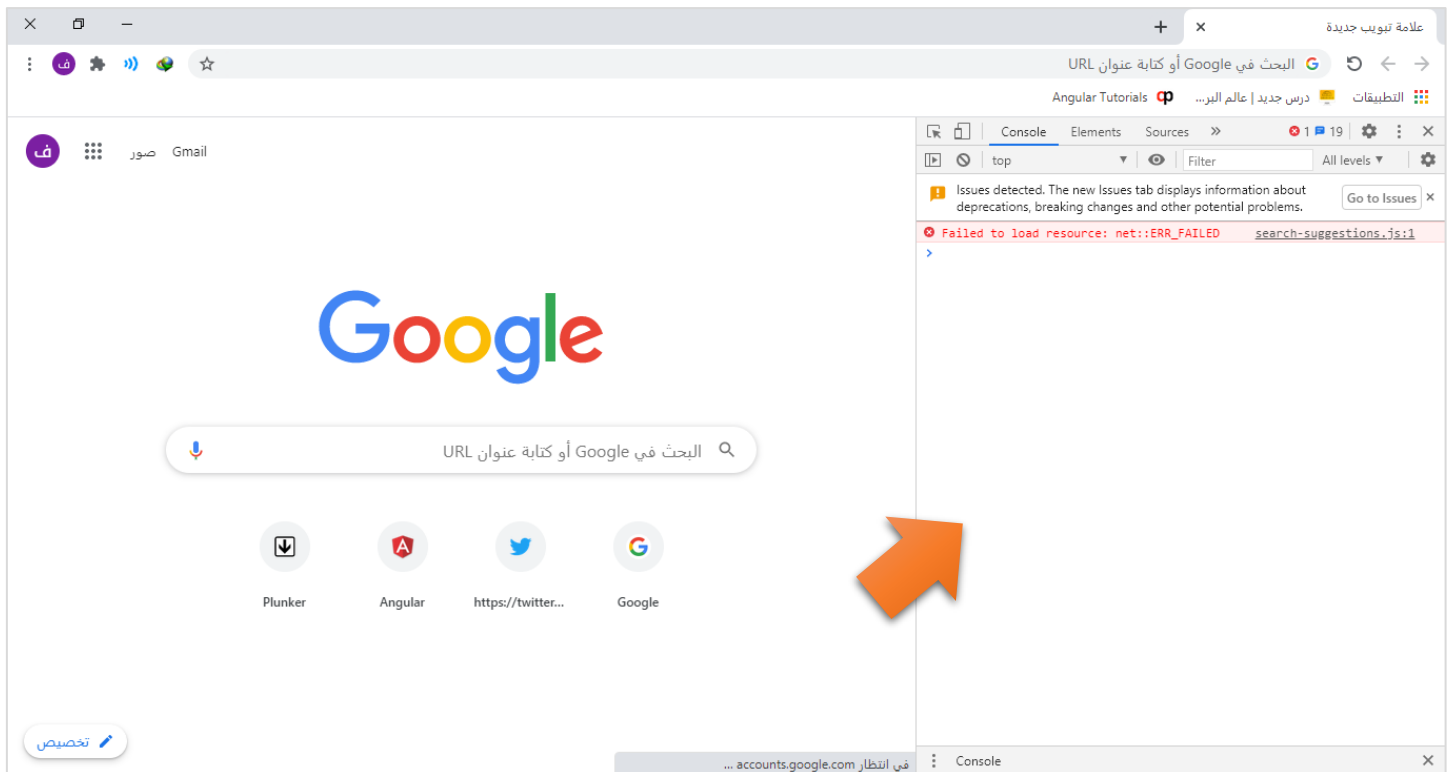 علامة تبويب جديدة
البحث في Google أو كتابة عنوان URL
ف
التطبيقات
درس جديد | عالم البر...
Angular Tutorials
ف
صور
Gmail
Google
البحث في Google أو كتابة عنوان URL
Plunker
Angular
https://twitter...
Google
تخصيص
في انتظار accounts.google.com ...
Console Elements Sources » 1 19
top Filter All levels
Issues detected. The new Issues tab displays information about
deprecations, breaking changes and other potential problems.
Go to Issues
Failed to load resource: net::ERR_FAILED search-suggestions.js:1
Console